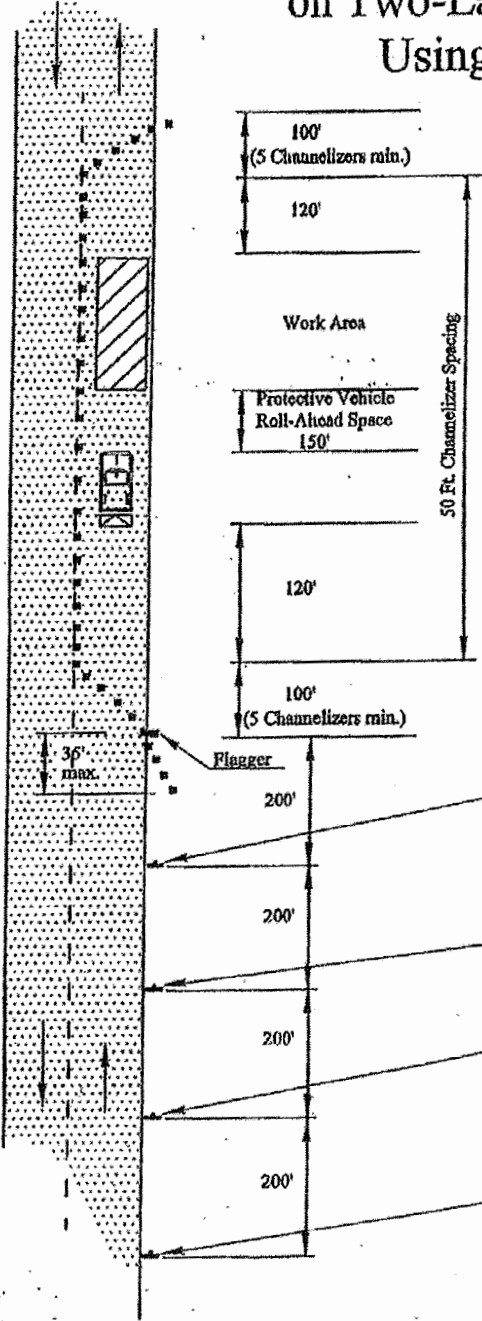 on Two-La
Using
100'
(5 Channelizers min.)
120'
Work Area
Protective Vehicle
Roll-Ahead Space
150'
50 Ft. Channelizer Spacing
120'
100'
(5 Channelizers min.)
36'
max.
Flagger
200'
200'
200'
200'